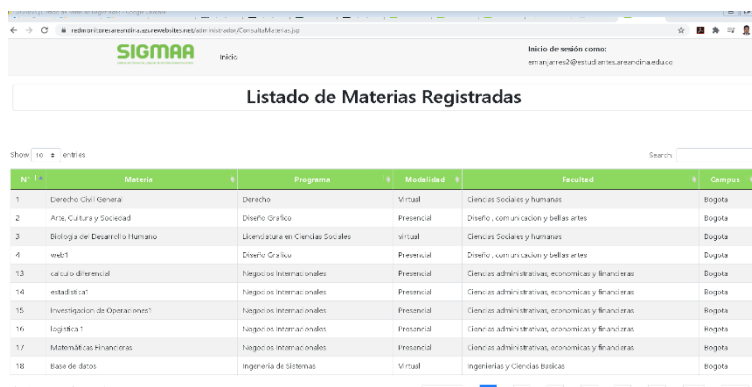 redmonitoresareandina.azurewebsites.net/administrador/ConsultaMaterias.jsp
SIGMAA
Inicio
Inicio de sesión como:
emanjarres2@estudiantes.areandina.edu.co
Listado de Materias Registradas
Show 10 entries
Search:
N° Materia Programa Modalidad Facultad Campus
1 Derecho Civil General Derecho Virtual Ciencias Sociales y humanas Bogota
2 Arte, Cultura y Sociedad Diseño Grafico Presencial Diseño , comunicacion y bellas artes Bogota
3 Biologia del Desarrollo Humano Licenciatura en Ciencias Sociales virtual Ciencias Sociales y humanas Bogota
4 web1 Diseño Grafico Presencial Diseño , comunicacion y bellas artes Bogota
13 calculo diferencial Negocios Internacionales Presencial Ciencias administrativas, economicas y financieras Bogota
14 estadistica1 Negocios Internacionales Presencial Ciencias administrativas, economicas y financieras Bogota
15 Investigacion de Operaciones1 Negocios Internacionales Presencial Ciencias administrativas, economicas y financieras Bogota
16 logistica 1 Negocios Internacionales Presencial Ciencias administrativas, economicas y financieras Bogota
17 Matemáticas Financieras Negocios Internacionales Presencial Ciencias administrativas, economicas y financieras Bogota
18 Base de datos Ingeneria de Sistemas Virtual Ingenierias y Ciencias Basicas Bogota